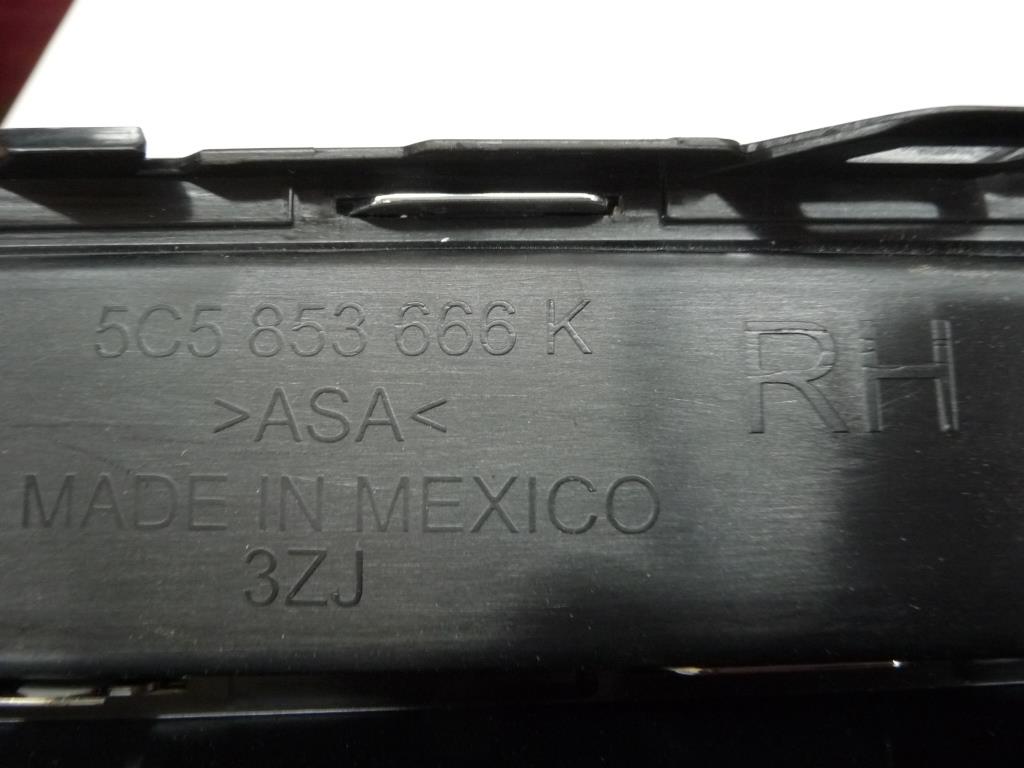 5C5 853 666 K
RH
>ASA<
MADE IN MEXICO
3ZJ